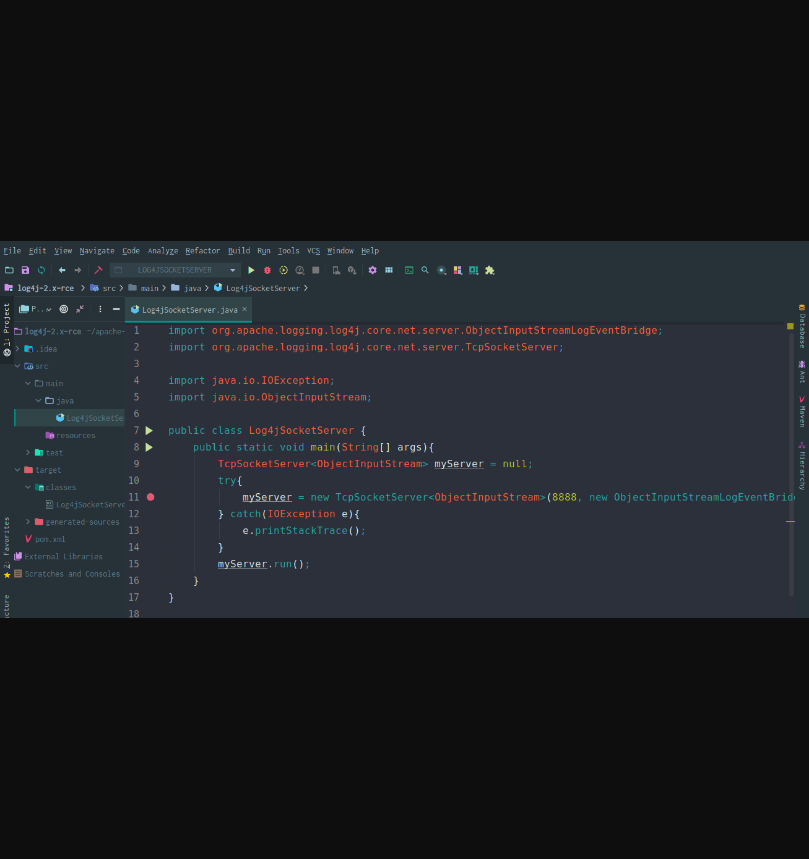 File Edit View Navigate Code Analyze Refactor Build Run Tools VCS Window Help
LOG4JSOCKETSERVER
log4j-2.x-rce > src > main > java > Log4jSocketServer >
1: Project
P..
Log4jSocketServer.java ×
log4j-2.x-rce ~/apache-
.idea
src
main
java
Log4jSocketSe
resources
test
target
classes
Log4jSocketServe
generated-sources
pom.xml
External Libraries
Scratches and Consoles
2: Favorites
ucture
1 import org.apache.logging.log4j.core.net.server.ObjectInputStreamLogEventBridge;
2 import org.apache.logging.log4j.core.net.server.TcpSocketServer;
3
4 import java.io.IOException;
5 import java.io.ObjectInputStream;
6
7 public class Log4jSocketServer {
8 public static void main(String[] args){
9 TcpSocketServer<ObjectInputStream> myServer = null;
10 try{
11 myServer = new TcpSocketServer<ObjectInputStream>(8888, new ObjectInputStreamLogEventBridg
12 } catch(IOException e){
13 e.printStackTrace();
14 }
15 myServer.run();
16 }
17 }
18
Database
Ant
Maven
Hierarchy